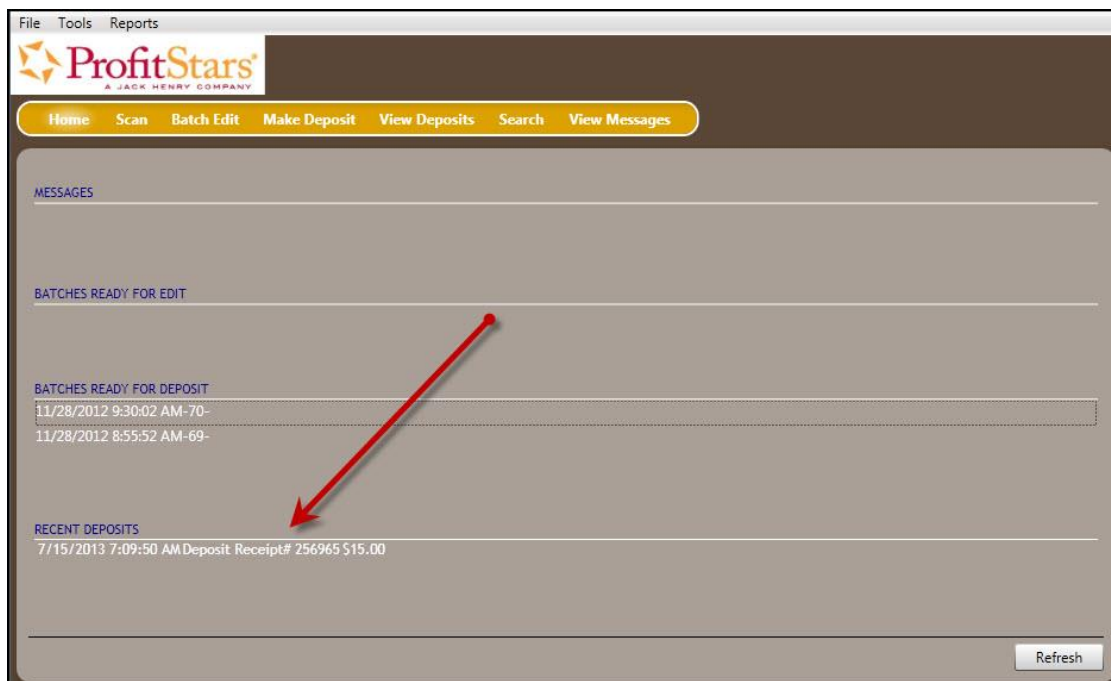 File Tools Reports
ProfitStars
A JACK HENRY COMPANY
Home Scan Batch Edit Make Deposit View Deposits Search View Messages
MESSAGES
BATCHES READY FOR EDIT
BATCHES READY FOR DEPOSIT
11/28/2012 9:30:02 AM-70-
11/28/2012 8:55:52 AM-69-
RECENT DEPOSITS
7/15/2013 7:09:50 AM Deposit Receipt# 256965 $15.00
Refresh